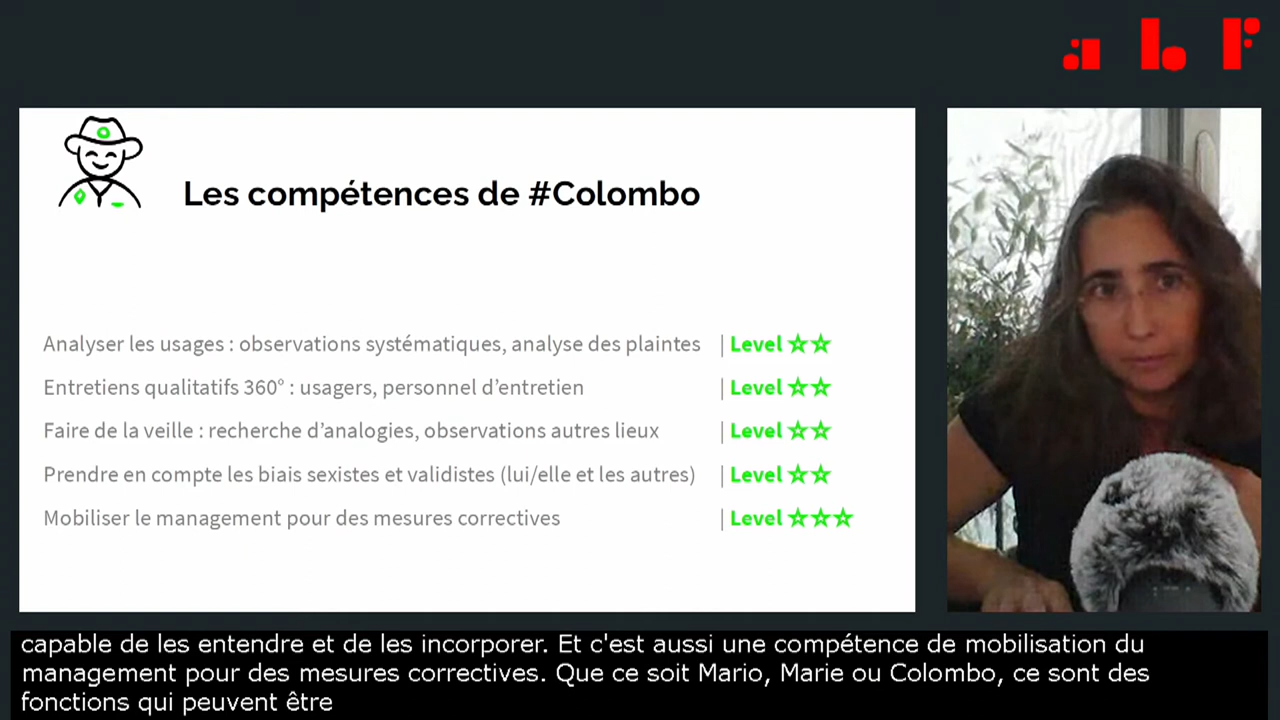 abf
Les compétences de #Colombo
Analyser les usages : observations systématiques, analyse des plaintes | Level ☆☆
Entretiens qualitatifs 360° : usagers, personnel d’entretien | Level ☆☆
Faire de la veille : recherche d’analogies, observations autres lieux | Level ☆☆
Prendre en compte les biais sexistes et validistes (lui/elle et les autres) | Level ☆☆
Mobiliser le management pour des mesures correctives | Level ☆☆☆
capable de les entendre et de les incorporer. Et c'est aussi une compétence de mobilisation du
management pour des mesures correctives. Que ce soit Mario, Marie ou Colombo, ce sont des
fonctions qui peuvent être